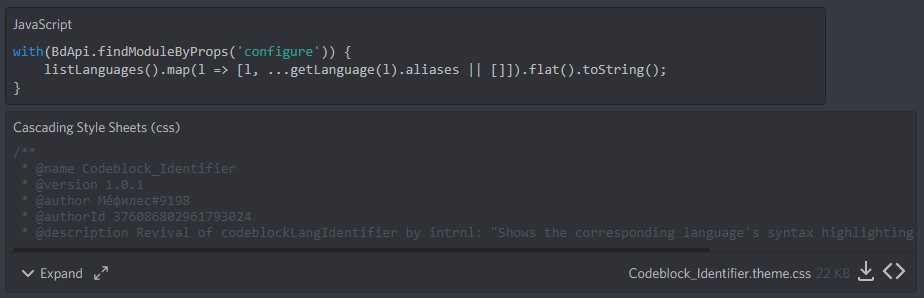 JavaScript
with(BdApi.findModuleByProps('configure')) {
    listLanguages().map(l => [l, ...getLanguage(l).aliases || []]).flat().toString();
}
Cascading Style Sheets (css)
/**
 * @name Codeblock_Identifier
 * @version 1.0.1
 * @author Мёфилес#9198
 * @authorId 376086802961793024
 * @description Revival of codeblockLangIdentifier by intrnl: "Shows the corresponding language's syntax highlighting
Expand
Codeblock_Identifier.theme.css 22 KB